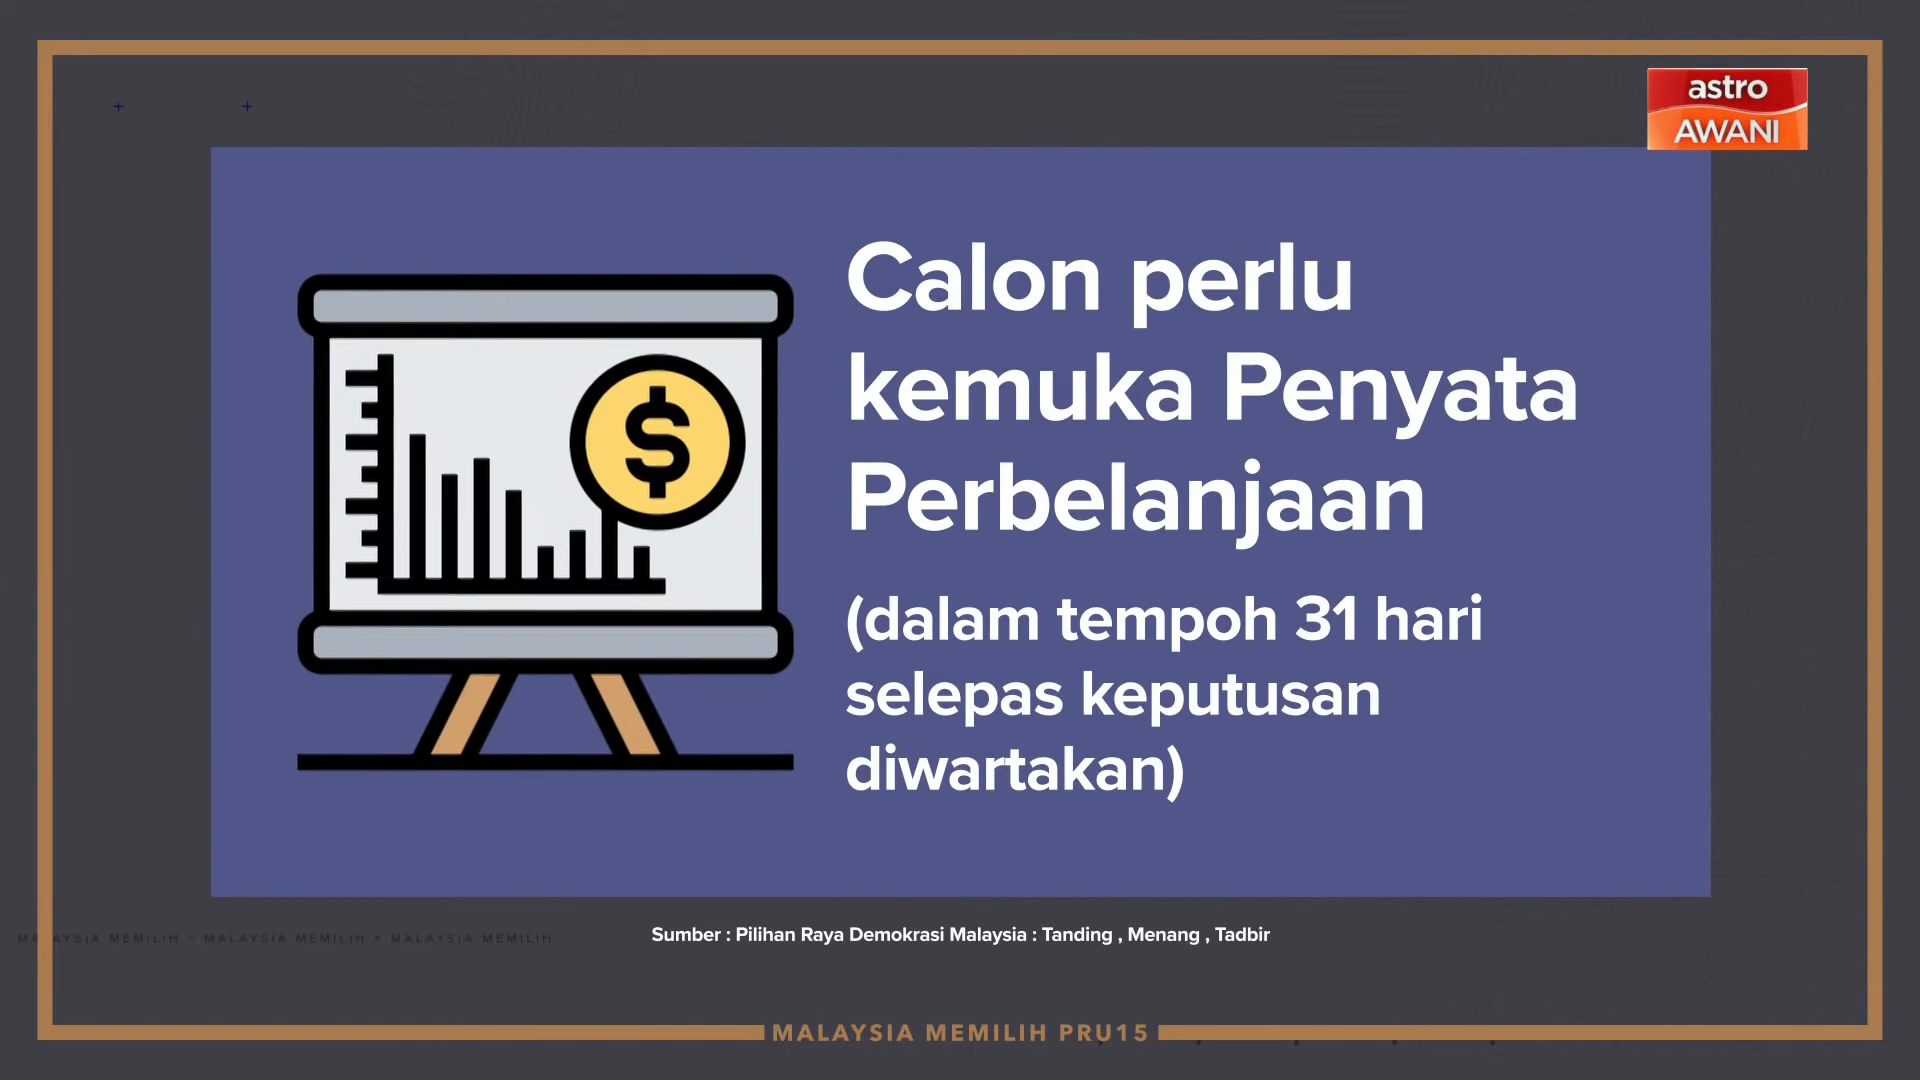 astro
AWANI
Calon perlu
kemuka Penyata
Perbelanjaan
(dalam tempoh 31 hari
selepas keputusan
diwartakan)
$
MALAYSIA MEMILIH • MALAYSIA MEMILIH • MALAYSIA MEMILIH
Sumber : Pilihan Raya Demokrasi Malaysia : Tanding , Menang , Tadbir
MALAYSIA MEMILIH PRU15